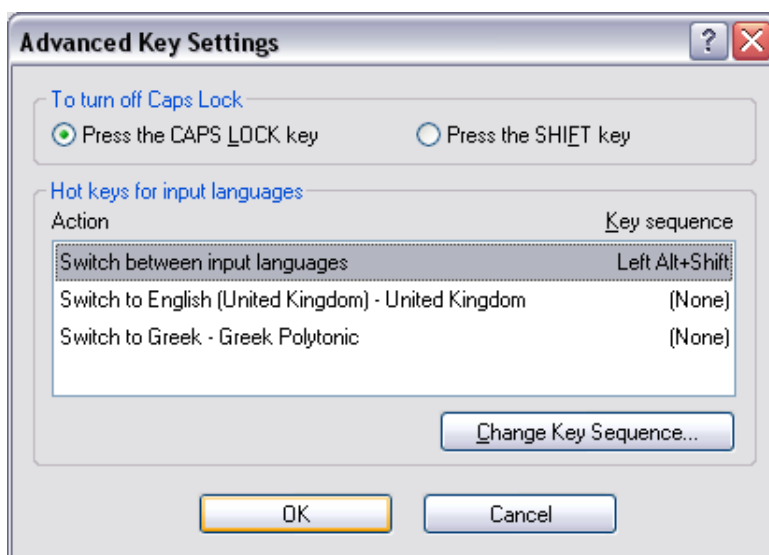 Advanced Key Settings
To turn off Caps Lock
Press the CAPS LOCK key Press the SHIFT key
Hot keys for input languages
Action Key sequence
Switch between input languages Left Alt+Shift
Switch to English (United Kingdom) - United Kingdom (None)
Switch to Greek - Greek Polytonic (None)
Change Key Sequence...
OK Cancel